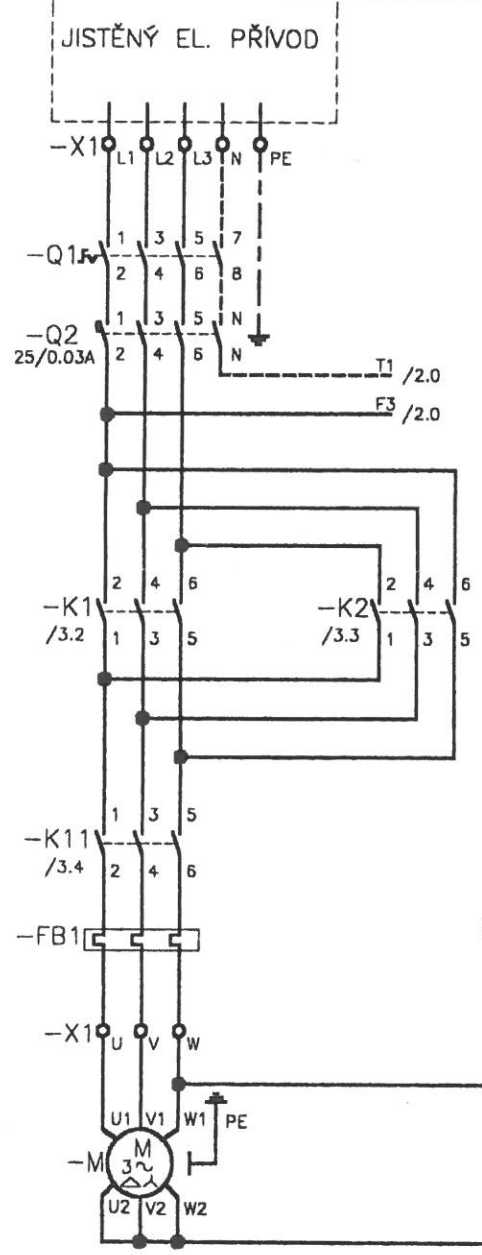 JISTĚNÝ EL. PŘÍVOD
-X1 L1 L2 L3 N PE
1 3 5 7
-Q1
2 4 6 8
1 3 5 N
-Q2
25/0.03A 2 4 6 N
T1 /2.0
F3 /2.0
2 4 6 2 4 6
-K1 -K2
/3.2 1 3 5 /3.3 1 3 5
1 3 5
-K11
/3.4 2 4 6
-FB1
-X1 U V W
U1 V1 W1 PE
M
-M 3~
U2 V2 W2